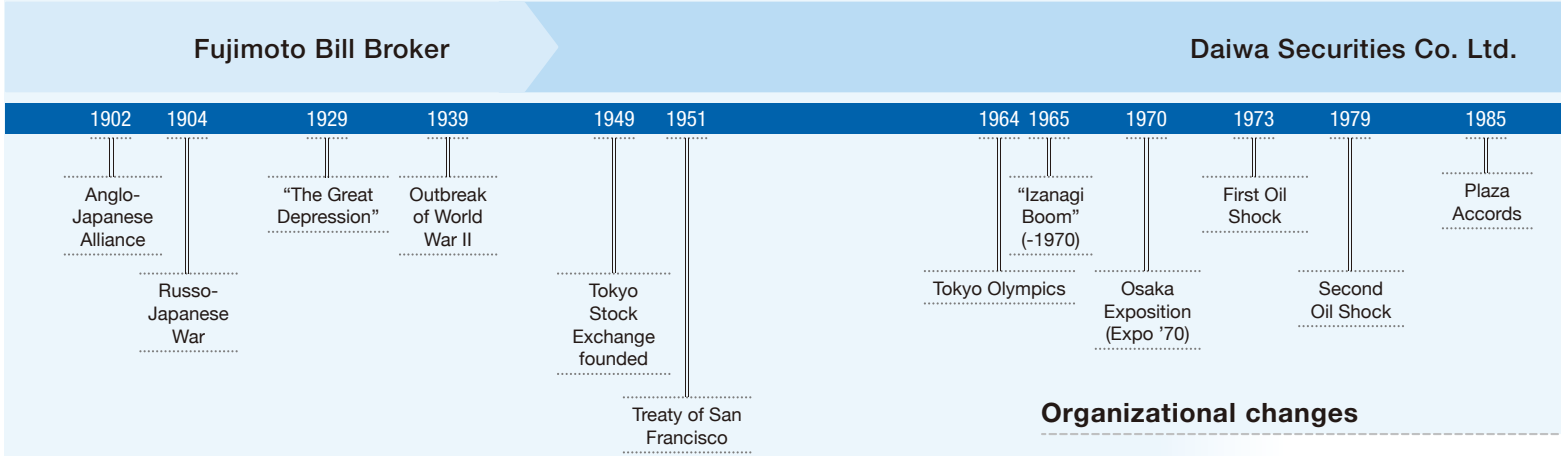 Fujimoto Bill Broker
Daiwa Securities Co. Ltd.
1902
1904
1929
1939
1949
1951
1964
1965
1970
1973
1979
1985
Anglo-
Japanese
Alliance
Russo-
Japanese
War
“The Great
Depression”
Outbreak
of World
War II
Tokyo
Stock
Exchange
founded
Treaty of San
Francisco
Tokyo Olympics
“Izanagi
Boom”
(-1970)
Osaka
Exposition
(Expo ’70)
First Oil
Shock
Second
Oil Shock
Plaza
Accords
Organizational changes